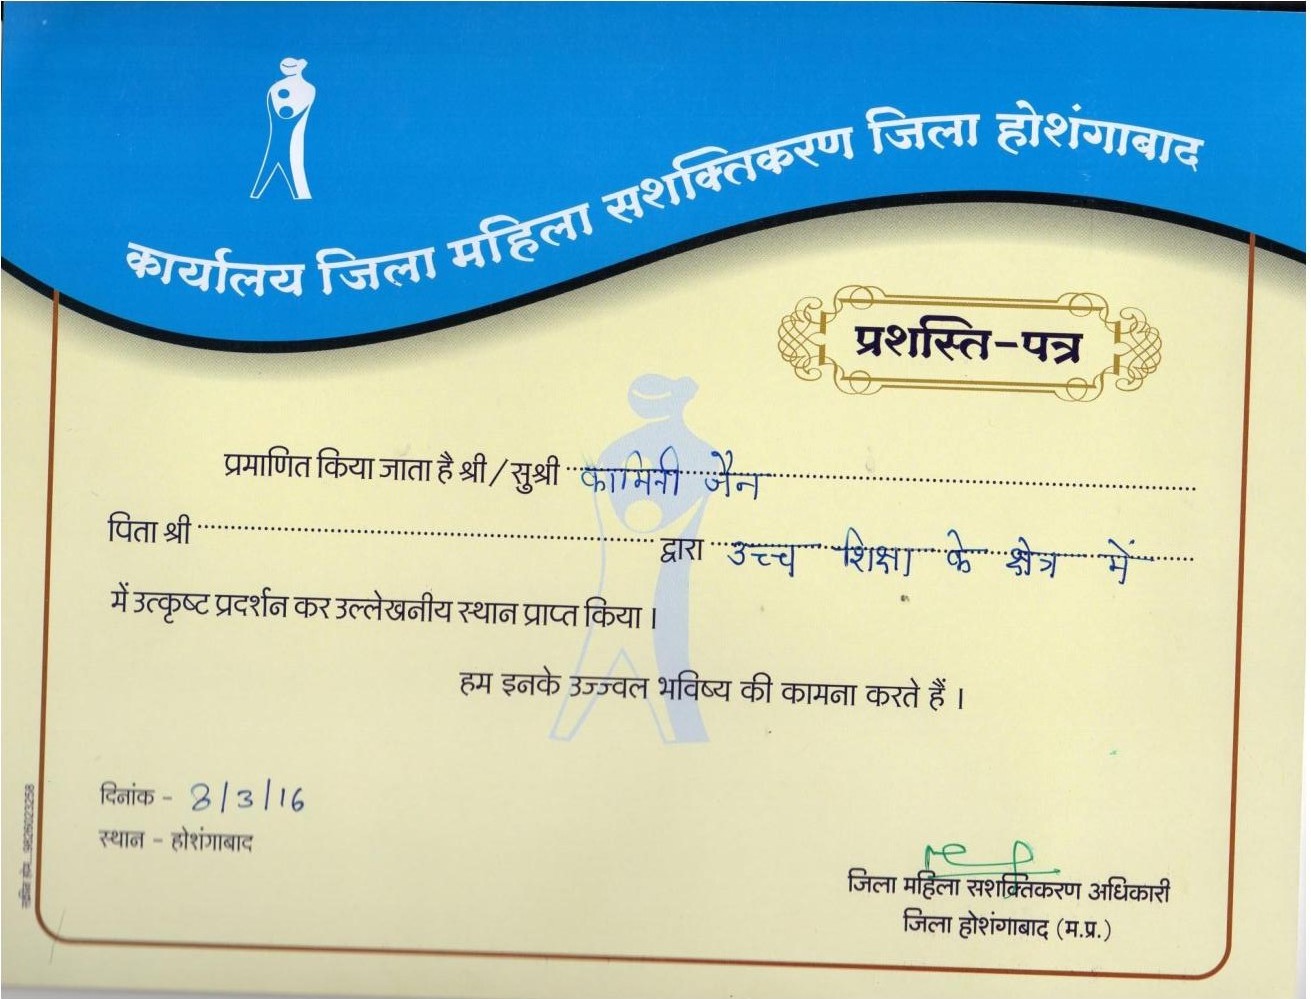 कार्यालय जिला महिला सशक्तिकरण जिला होशंगाबाद
प्रशस्ति-पत्र
प्रमाणित किया जाता है श्री/सुश्री कामिनी जैन
पिता श्री द्वारा उच्च शिक्षा के क्षेत्र में
में उत्कृष्ट प्रदर्शन कर उल्लेखनीय स्थान प्राप्त किया।
हम इनके उज्ज्वल भविष्य की कामना करते हैं।
दिनांक - 8/3/16
स्थान - होशंगाबाद
जिला महिला सशक्तिकरण अधिकारी
जिला होशंगाबाद (म.प्र.)